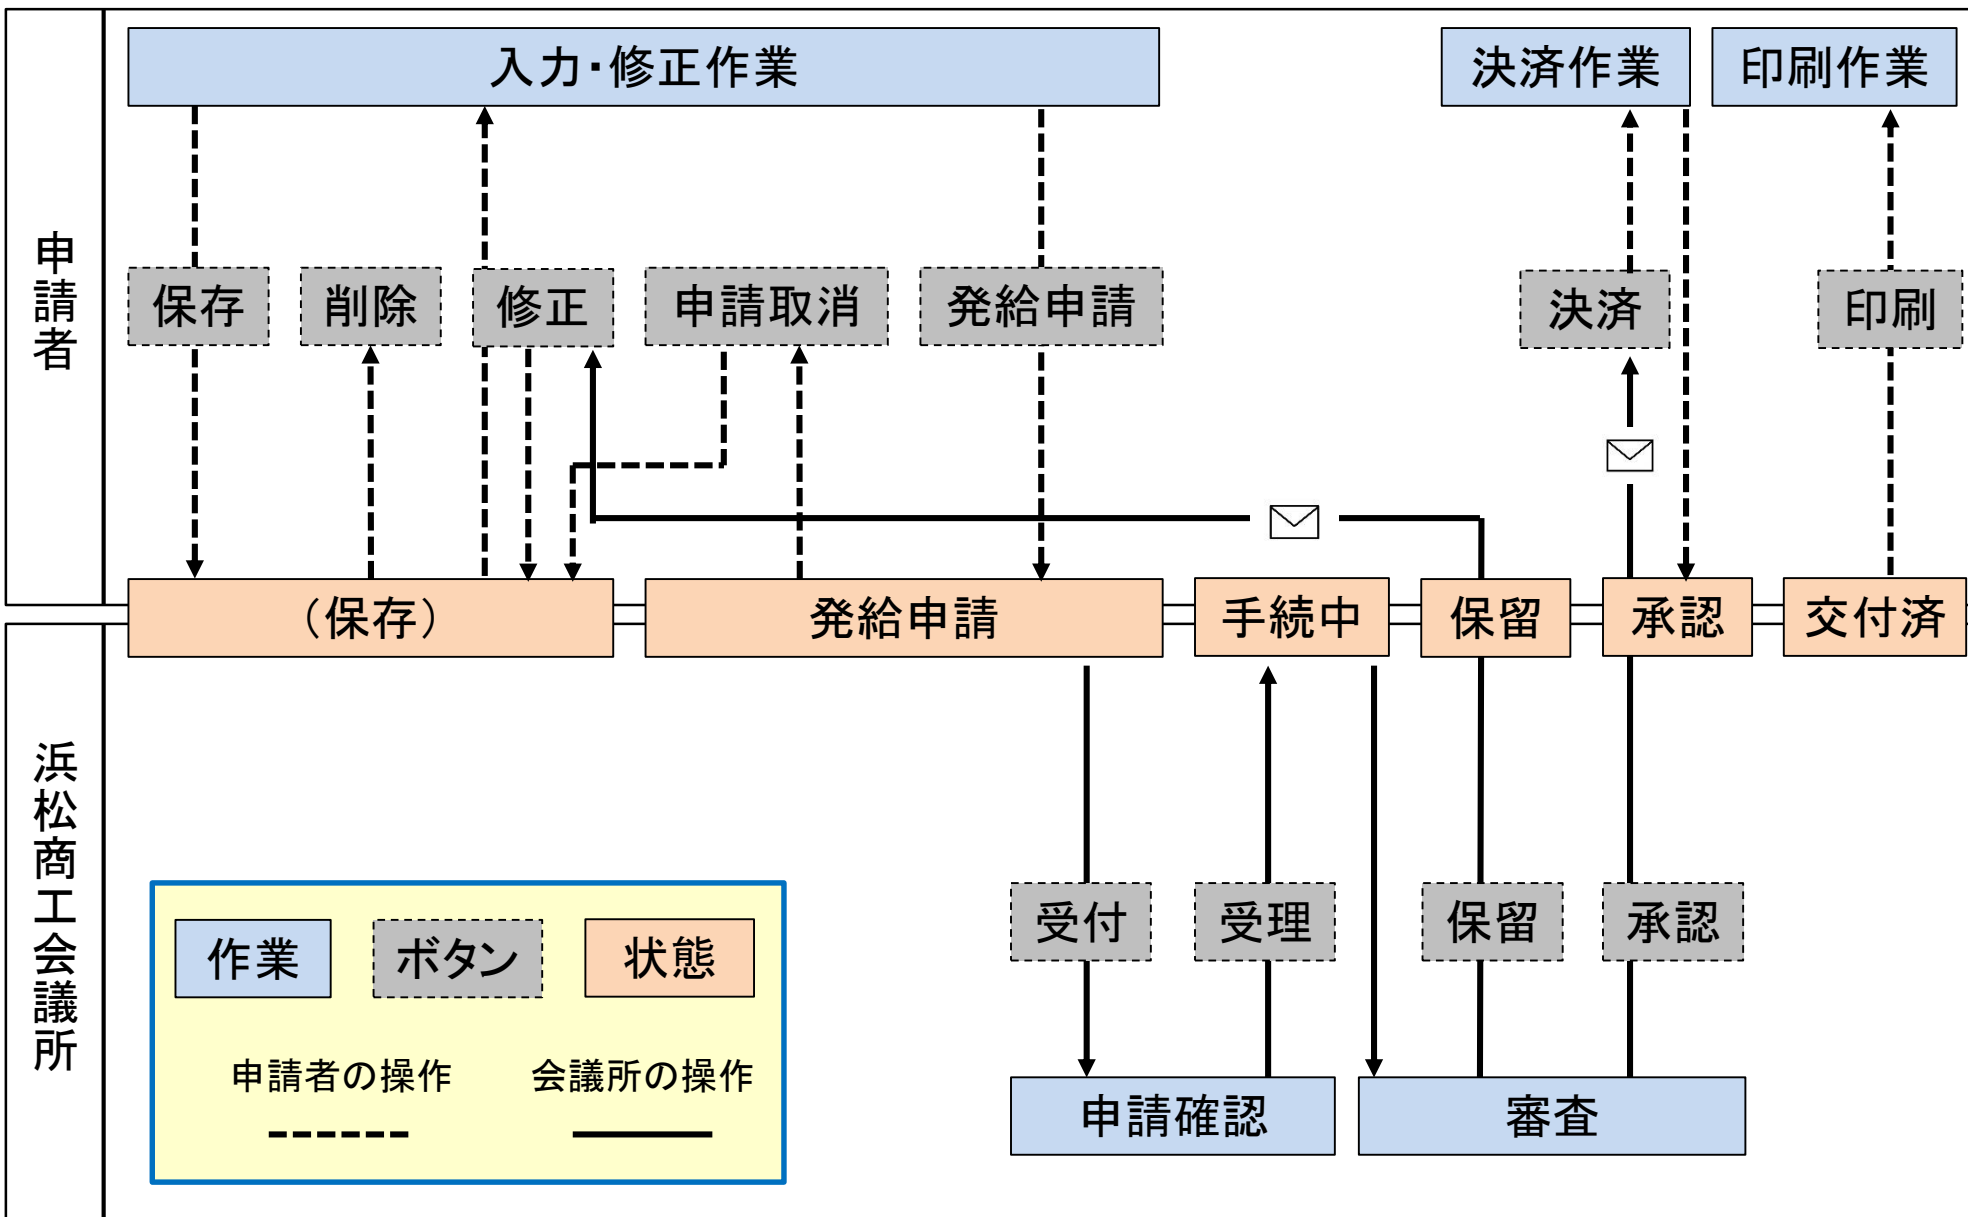 入力・修正作業
決済作業
印刷作業
申請者
保存
削除
修正
申請取消
発給申請
決済
印刷
（保存）
発給申請
手続中
保留
承認
交付済
浜松商工会議所
受付
受理
保留
承認
作業
ボタン
状態
申請者の操作
会議所の操作
申請確認
審査